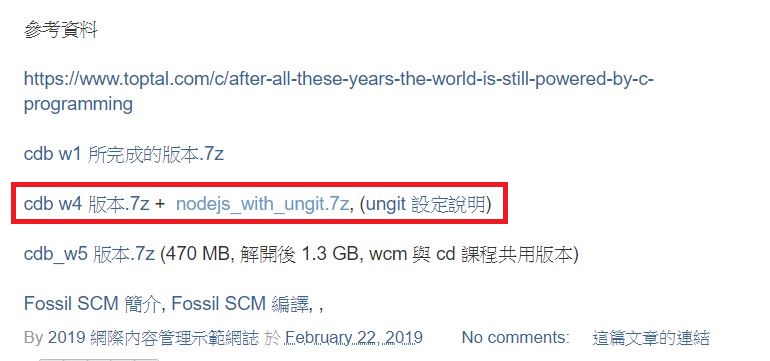 參考資料
https://www.toptal.com/c/after-all-these-years-the-world-is-still-powered-by-c-
programming
cdb w1 所完成的版本.7z
cdb w4 版本.7z + nodejs_with_ungit.7z, (ungit 設定說明)
cdb_w5 版本.7z (470 MB, 解開後 1.3 GB, wcm 與 cd 課程共用版本)
Fossil SCM 簡介, Fossil SCM 編譯, ,
By 2019 網際內容管理示範網誌 於 February 22, 2019 No comments: 這篇文章的連結